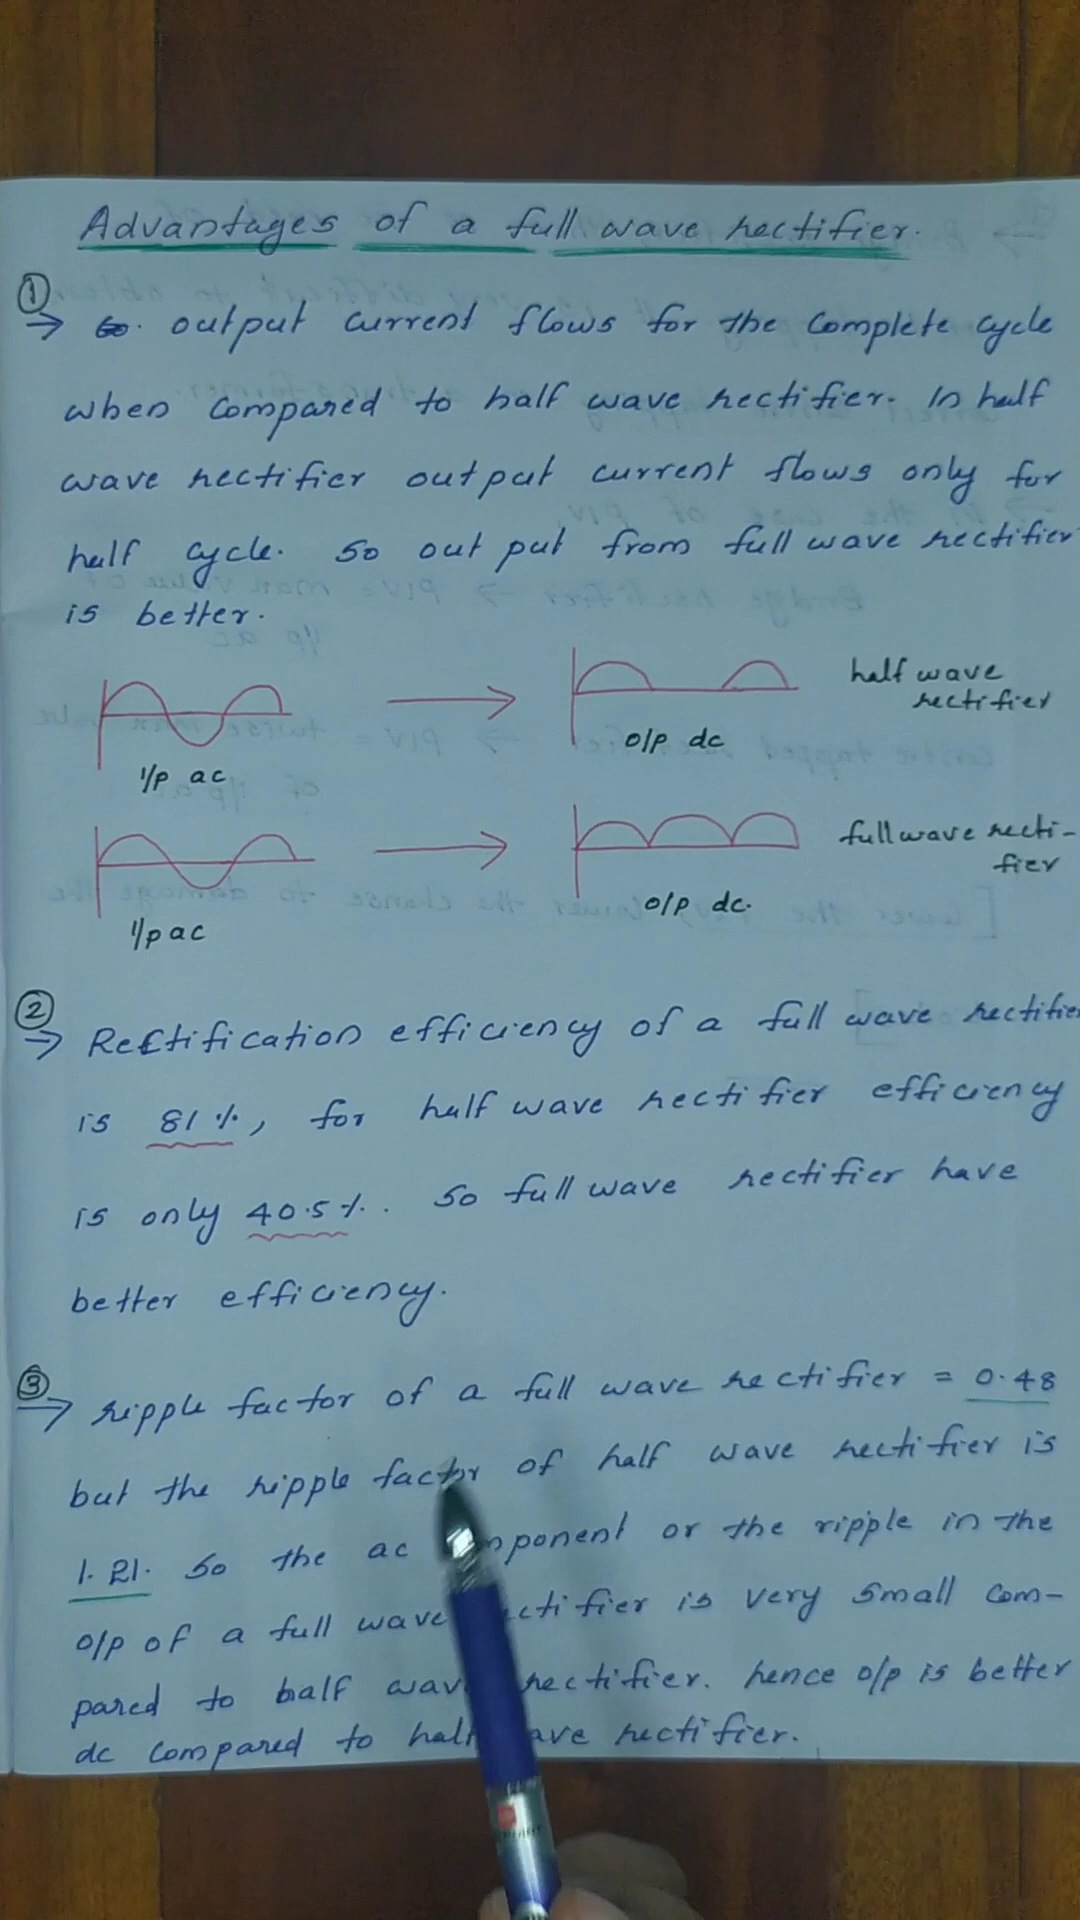 Advantages of a full wave rectifier.
①
→ output current flows for the complete cycle
when compared to half wave rectifier. In half
wave rectifier output current flows only for
half cycle. so out put from full wave rectifier
is better.
half wave
rectifier
o/p dc
i/p ac
full wave recti-
fier
o/p dc.
i/p ac
②
→ Rectification efficiency of a full wave rectifie
is 81%, for half wave rectifier efficiency
is only 40.5%. so full wave rectifier have
better efficiency.
③
→ ripple factor of a full wave rectifier = 0.48
but the ripple factor of half wave rectifier is
1.21. so the ac ponent or the ripple in the
o/p of a full wave ctifier is very small com-
pared to half wav rectifier. hence o/p is better
dc compared to half ave rectifier.